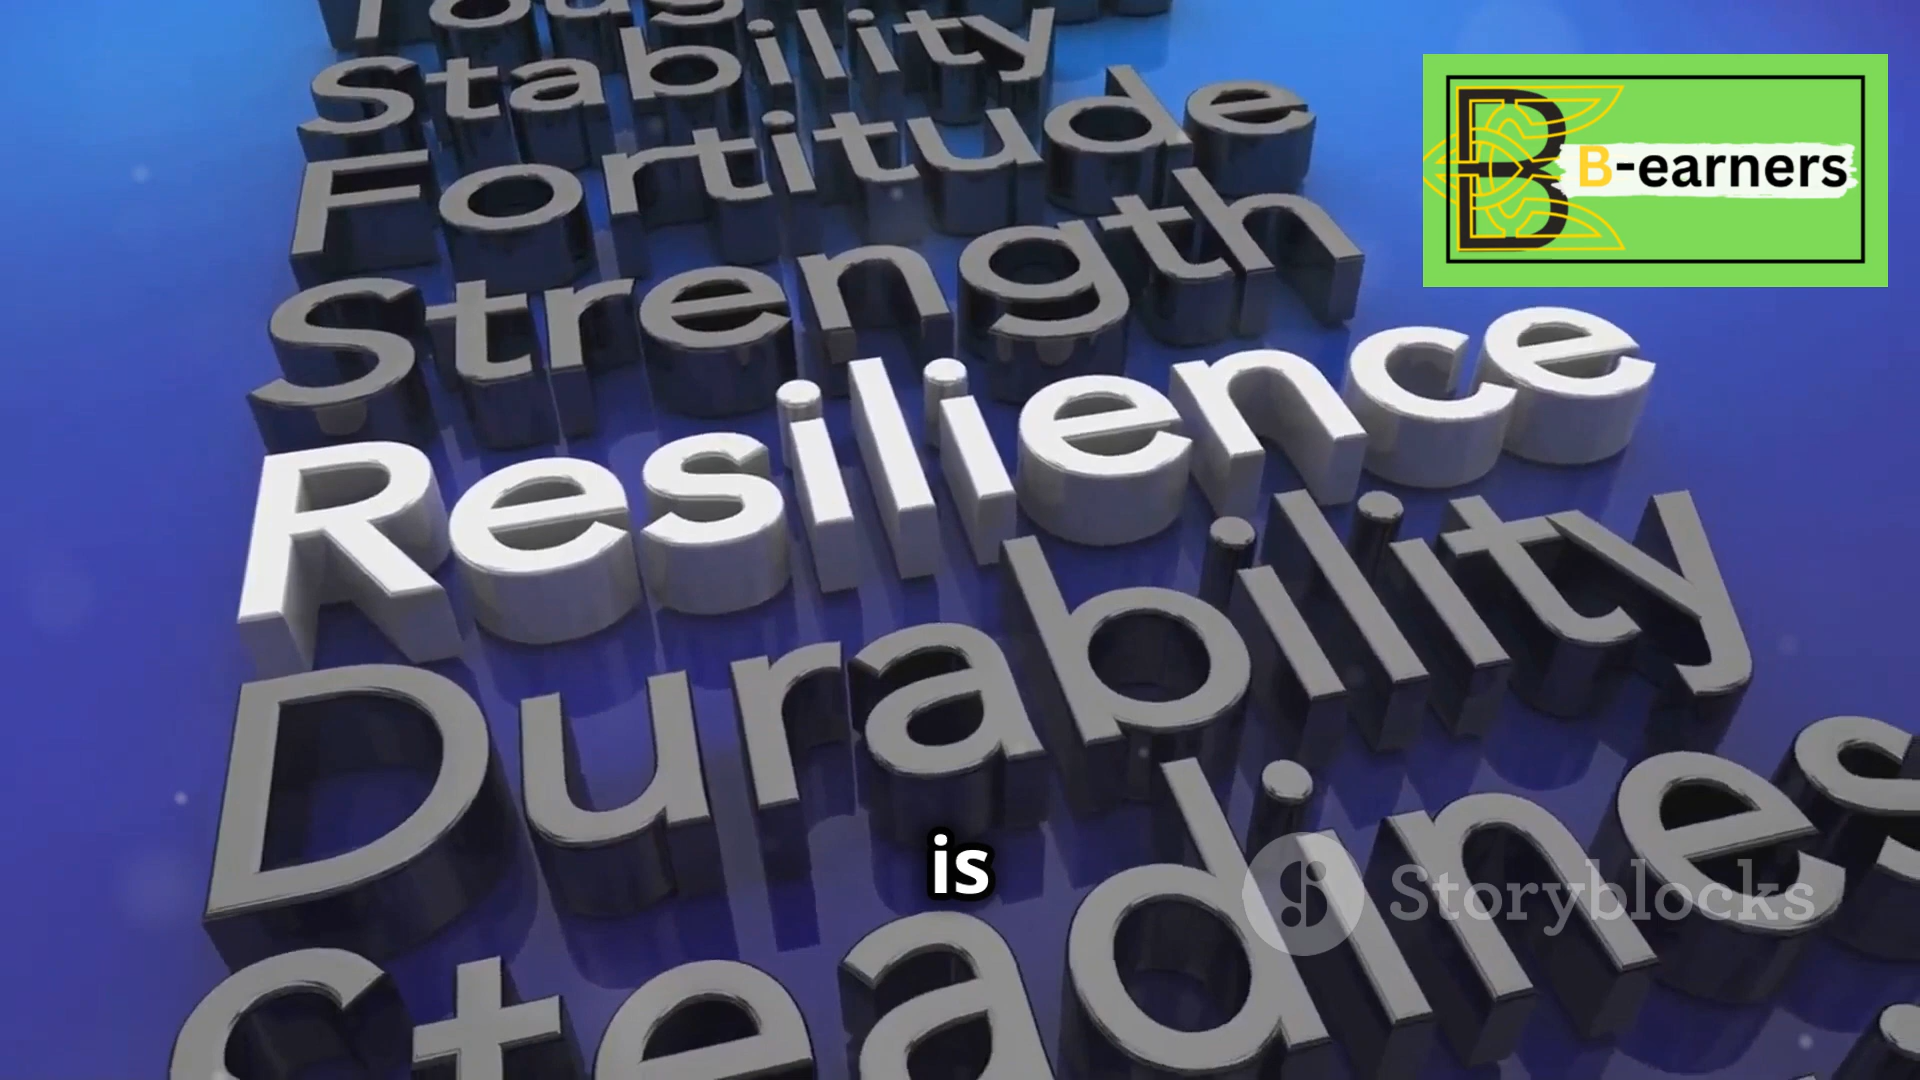 Stability
Fortitude
Strength
B-earners
Resilience
Durability
is
Storyblocks